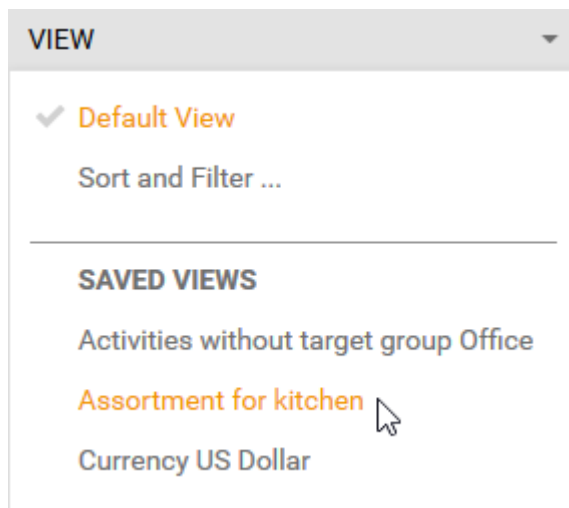 VIEW
Default View
Sort and Filter ...
SAVED VIEWS
Activities without target group Office
Assortment for kitchen
Currency US Dollar